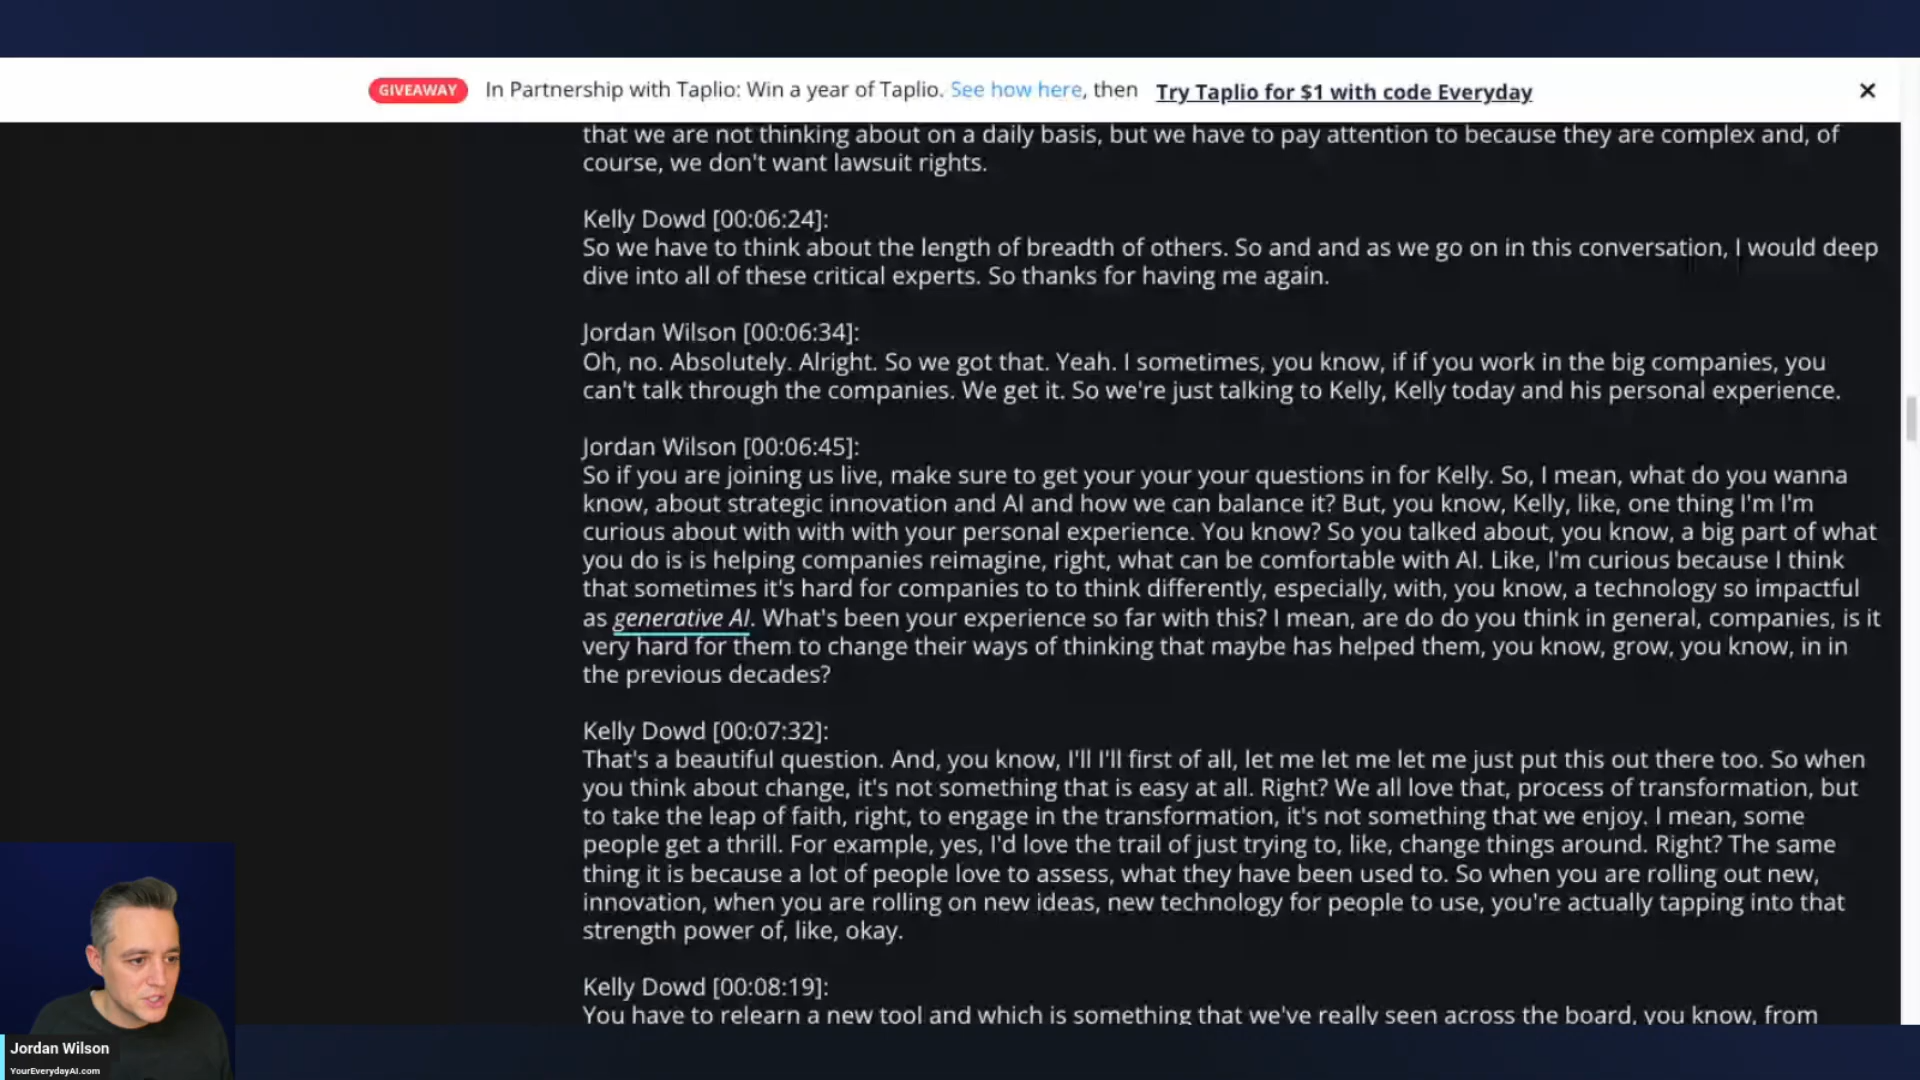 GIVEAWAY In Partnership with Taplio: Win a year of Taplio. See how here, then Try Taplio for $1 with code Everyday ✕
that we are not thinking about on a daily basis, but we have to pay attention to because they are complex and, of
course, we don't want lawsuit rights.
Kelly Dowd [00:06:24]:
So we have to think about the length of breadth of others. So and and as we go on in this conversation, I would deep
dive into all of these critical experts. So thanks for having me again.
Jordan Wilson [00:06:34]:
Oh, no. Absolutely. Alright. So we got that. Yeah. I sometimes, you know, if if you work in the big companies, you
can't talk through the companies. We get it. So we're just talking to Kelly, Kelly today and his personal experience.
Jordan Wilson [00:06:45]:
So if you are joining us live, make sure to get your your your questions in for Kelly. So, I mean, what do you wanna
know, about strategic innovation and AI and how we can balance it? But, you know, Kelly, like, one thing I'm I'm
curious about with with with your personal experience. You know? So you talked about, you know, a big part of what
you do is is helping companies reimagine, right, what can be comfortable with AI. Like, I'm curious because I think
that sometimes it's hard for companies to to think differently, especially, with, you know, a technology so impactful
as generative AI. What's been your experience so far with this? I mean, are do do you think in general, companies, is it
very hard for them to change their ways of thinking that maybe has helped them, you know, grow, you know, in in
the previous decades?
Kelly Dowd [00:07:32]:
That's a beautiful question. And, you know, I'll I'll first of all, let me let me let me just put this out there too. So when
you think about change, it's not something that is easy at all. Right? We all love that, process of transformation, but
to take the leap of faith, right, to engage in the transformation, it's not something that we enjoy. I mean, some
people get a thrill. For example, yes, I'd love the trail of just trying to, like, change things around. Right? The same
thing it is because a lot of people love to assess, what they have been used to. So when you are rolling out new,
innovation, when you are rolling on new ideas, new technology for people to use, you're actually tapping into that
strength power of, like, okay.
Kelly Dowd [00:08:19]:
You have to relearn a new tool and which is something that we've really seen across the board, you know, from
Jordan Wilson
YourEverydayAI.com